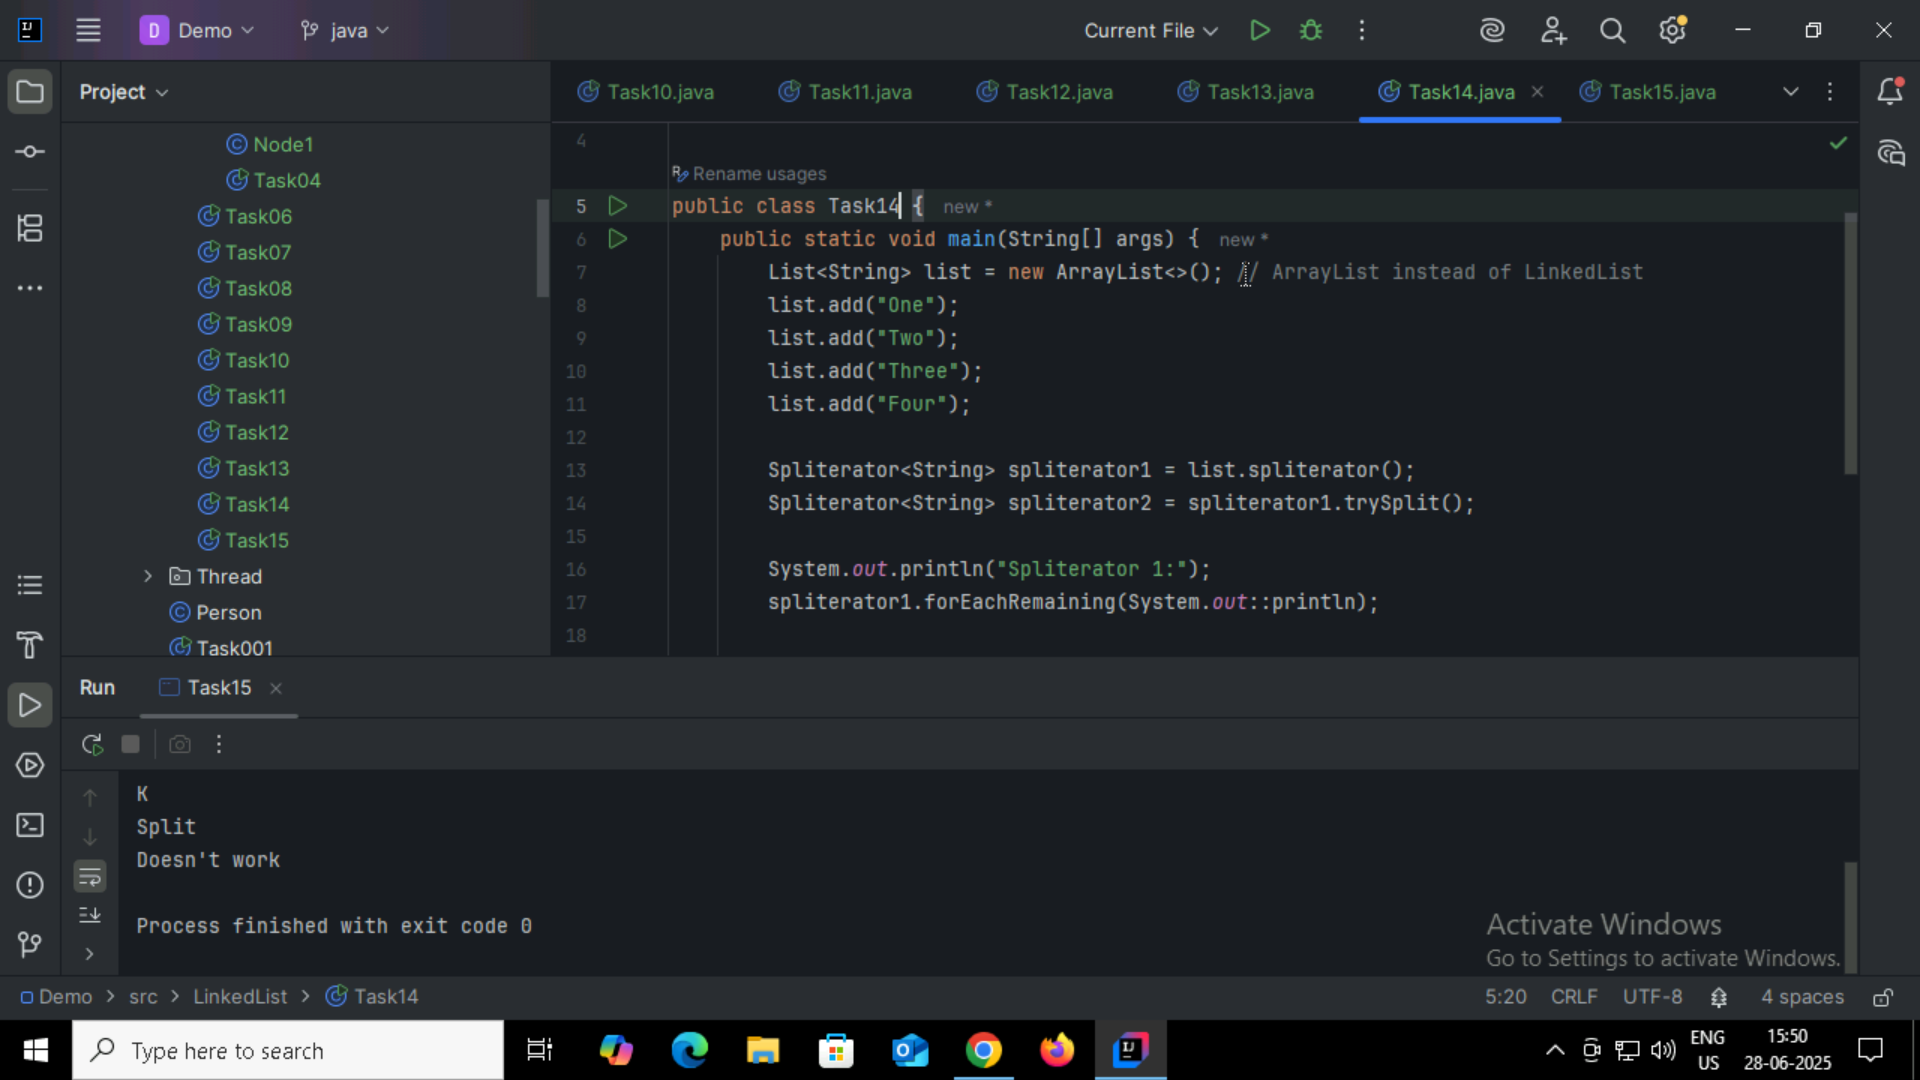 D Demo java Current File
Project
Task10.java Task11.java Task12.java Task13.java Task14.java Task15.java
Node1
Task04
Task06
Task07
Task08
Task09
Task10
Task11
Task12
Task13
Task14
Task15
Thread
Person
Task001
4
Rename usages
5 public class Task14 { new *
6 public static void main(String[] args) { new *
7 List<String> list = new ArrayList<>(); // ArrayList instead of LinkedList
8 list.add("One");
9 list.add("Two");
10 list.add("Three");
11 list.add("Four");
12
13 Spliterator<String> spliterator1 = list.spliterator();
14 Spliterator<String> spliterator2 = spliterator1.trySplit();
15
16 System.out.println("Spliterator 1:");
17 spliterator1.forEachRemaining(System.out::println);
18
Run Task15
K
Split
Doesn't work
Process finished with exit code 0
Activate Windows
Go to Settings to activate Windows.
Demo > src > LinkedList > Task14 5:20 CRLF UTF-8 4 spaces
Type here to search
ENG
US
15:50
28-06-2025